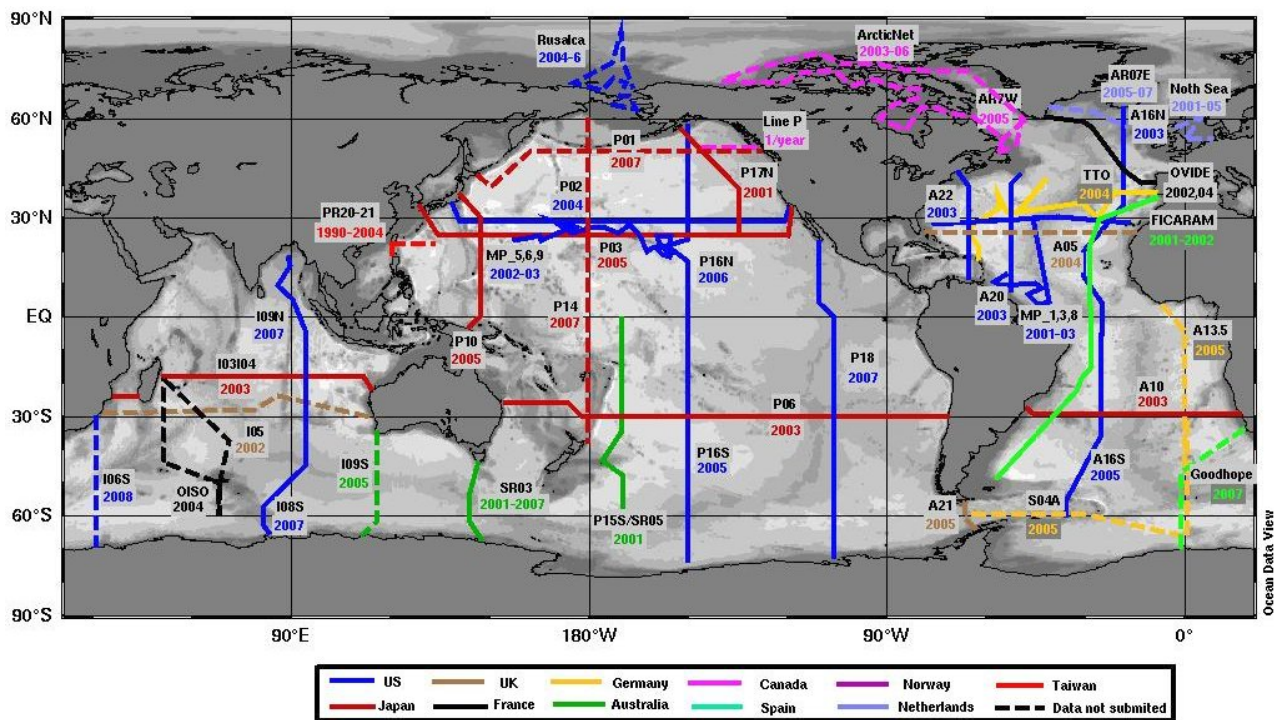 90°N
60°N
30°N
EQ
30°S
60°S
90°S
90°E
180°W
90°W
0°
Rusalca
2004-6
ArcticNet
2003-06
AR07E
2005-07
Noth Sea
2001-05
AR7W
2005
A16N
2003
Line P
1/year
P01
2007
P17N
2001
P02
2004
TTO
2004
OVIDE
2002,04
A22
2003
PR20-21
1990-2004
FICARAM
2001-2002
MP_5,6,9
2002-03
P03
2005
P16N
2006
A05
2004
A20
2003
MP_1,3,8
2001-03
I09N
2007
P14
2007
P10
2005
A13.5
2005
I03I04
2003
P18
2007
A10
2003
P06
2003
I05
2002
I06S
2008
OISO
2004
I08S
2007
I09S
2005
SR03
2001-2007
P15S/SR05
2001
P16S
2005
A16S
2005
Goodhope
2007
A21
2005
S04A
2005
Ocean Data View
US
UK
Germany
Canada
Norway
Taiwan
Japan
France
Australia
Spain
Netherlands
Data not submited